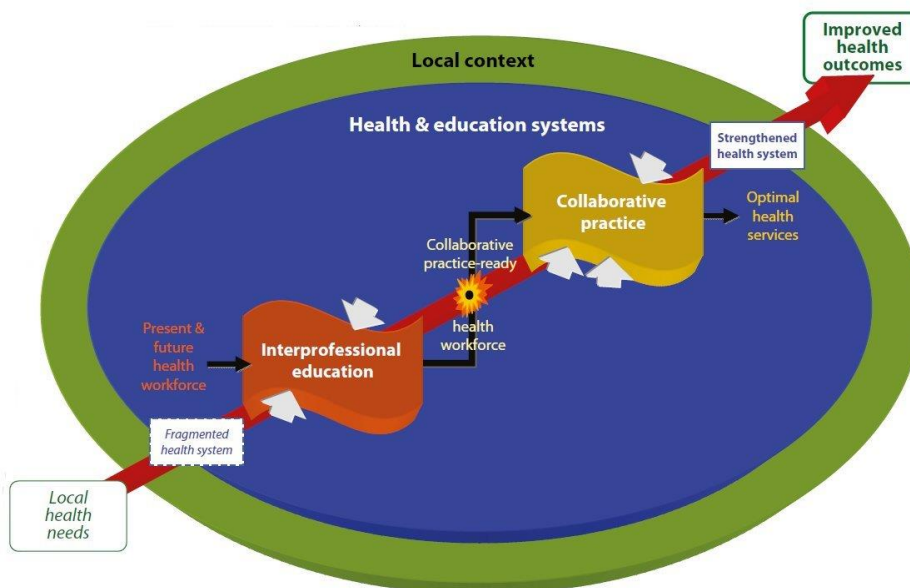 Improved
health
outcomes
Local context
Health & education systems
Strengthened
health system
Collaborative
practice
Optimal
health
services
Collaborative
practice-ready
health
workforce
Present &
future
health
workforce
Interprofessional
education
Fragmented
health system
Local
health
needs